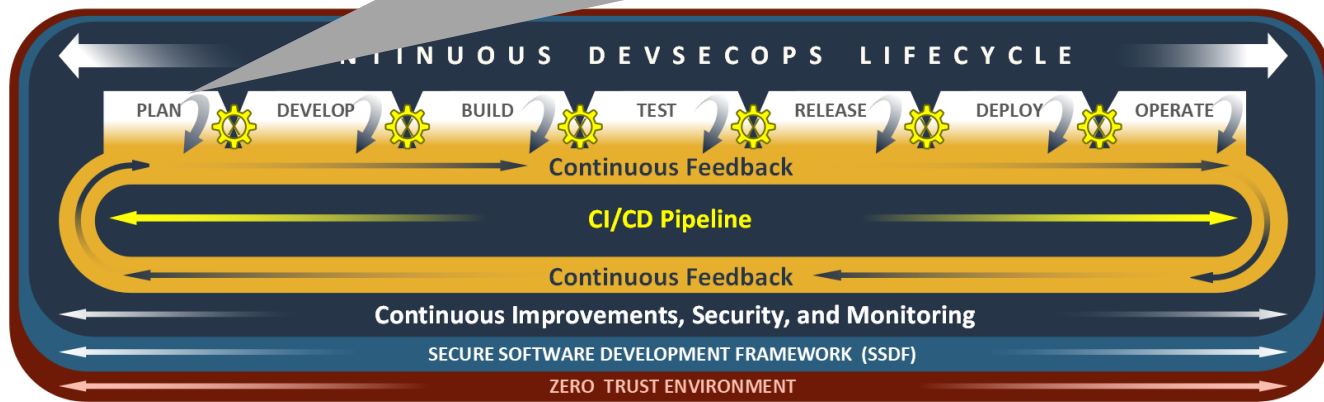 NTINUOUS DEVSECOPS LIFECYCLE
PLAN DEVELOP BUILD TEST RELEASE DEPLOY OPERATE
Continuous Feedback
CI/CD Pipeline
Continuous Feedback
Continuous Improvements, Security, and Monitoring
SECURE SOFTWARE DEVELOPMENT FRAMEWORK (SSDF)
ZERO TRUST ENVIRONMENT